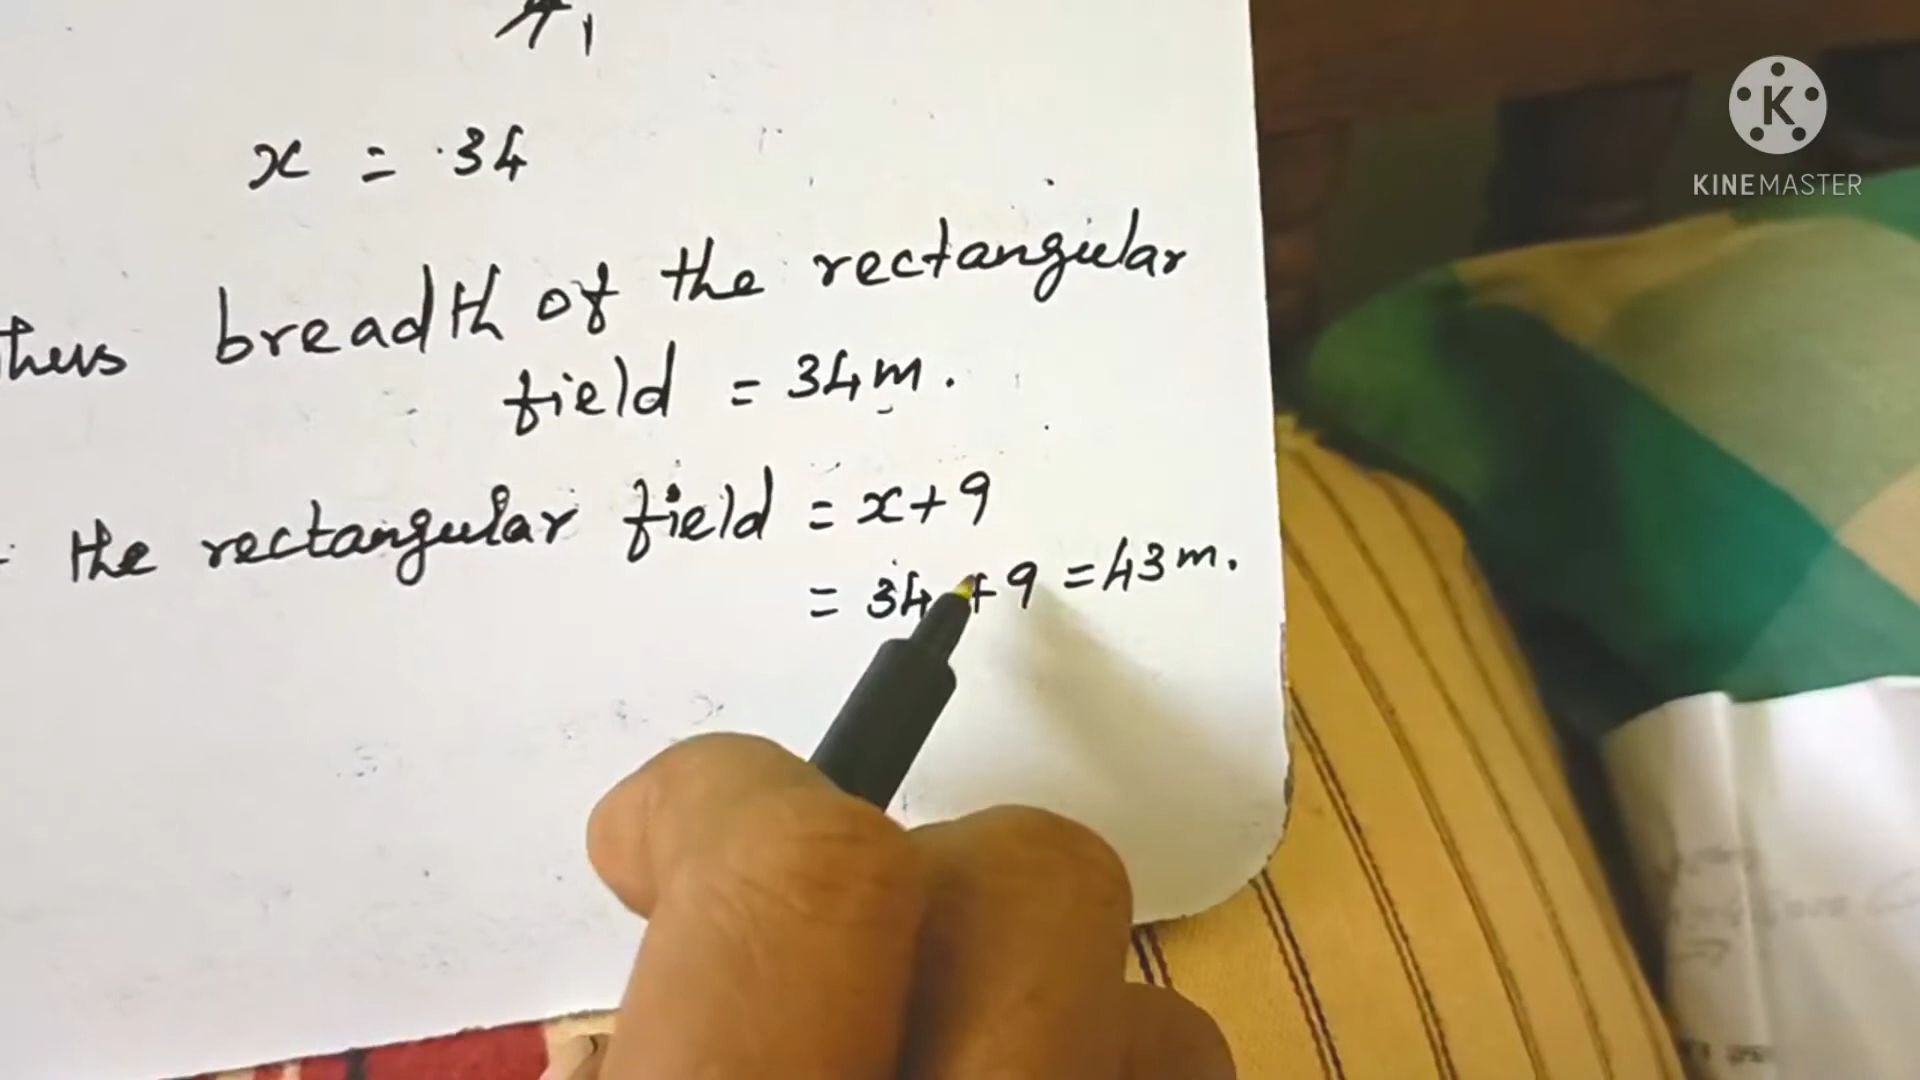 x = 34
thus breadth of the rectangular
field = 34m.
the rectangular field = x+9
= 34+9 = 43m.
K
KINEMASTER